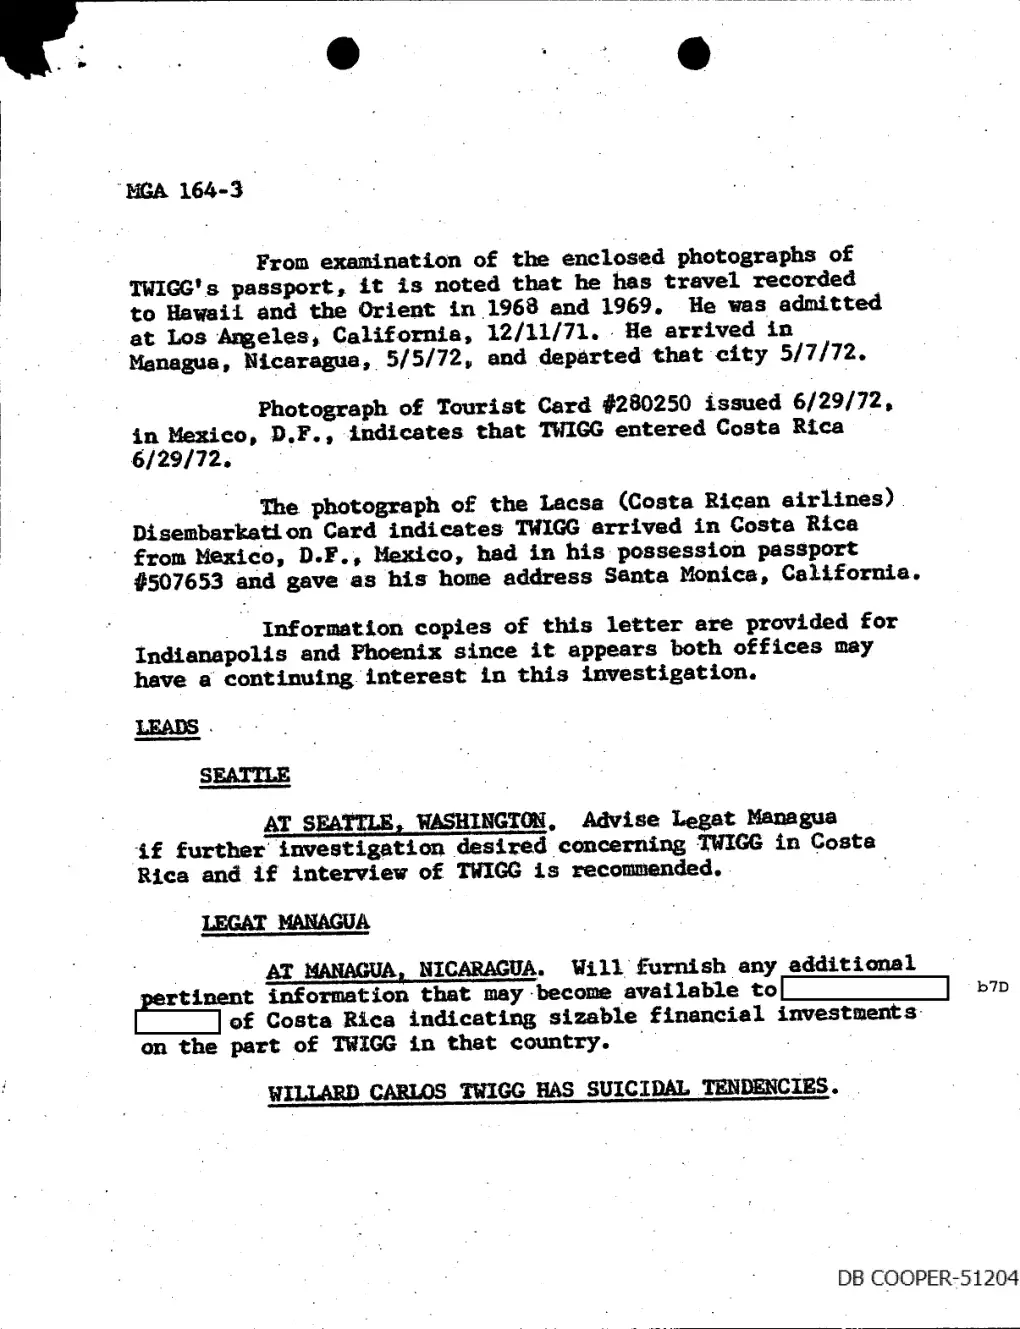 MGA 164-3
From examination of the enclosed photographs of
TWIGG's passport, it is noted that he has travel recorded
to Hawaii and the Orient in 1968 and 1969. He was admitted
at Los Angeles, California, 12/11/71. He arrived in
Managua, Nicaragua, 5/5/72, and departed that city 5/7/72.
Photograph of Tourist Card #280250 issued 6/29/72,
in Mexico, D.F., indicates that TWIGG entered Costa Rica
6/29/72.
The photograph of the Lacsa (Costa Rican airlines)
Disembarkation Card indicates TWIGG arrived in Costa Rica
from Mexico, D.F., Mexico, had in his possession passport
#507653 and gave as his home address Santa Monica, California.
Information copies of this letter are provided for
Indianapolis and Phoenix since it appears both offices may
have a continuing interest in this investigation.
LEADS
SEATTLE
AT SEATTLE, WASHINGTON. Advise Legat Managua
if further investigation desired concerning TWIGG in Costa
Rica and if interview of TWIGG is recommended.
LEGAT MANAGUA
AT MANAGUA, NICARAGUA. Will furnish any additional
pertinent information that may become available to b7D
of Costa Rica indicating sizable financial investments
on the part of TWIGG in that country.
WILLARD CARLOS TWIGG HAS SUICIDAL TENDENCIES.
DB COOPER-51204